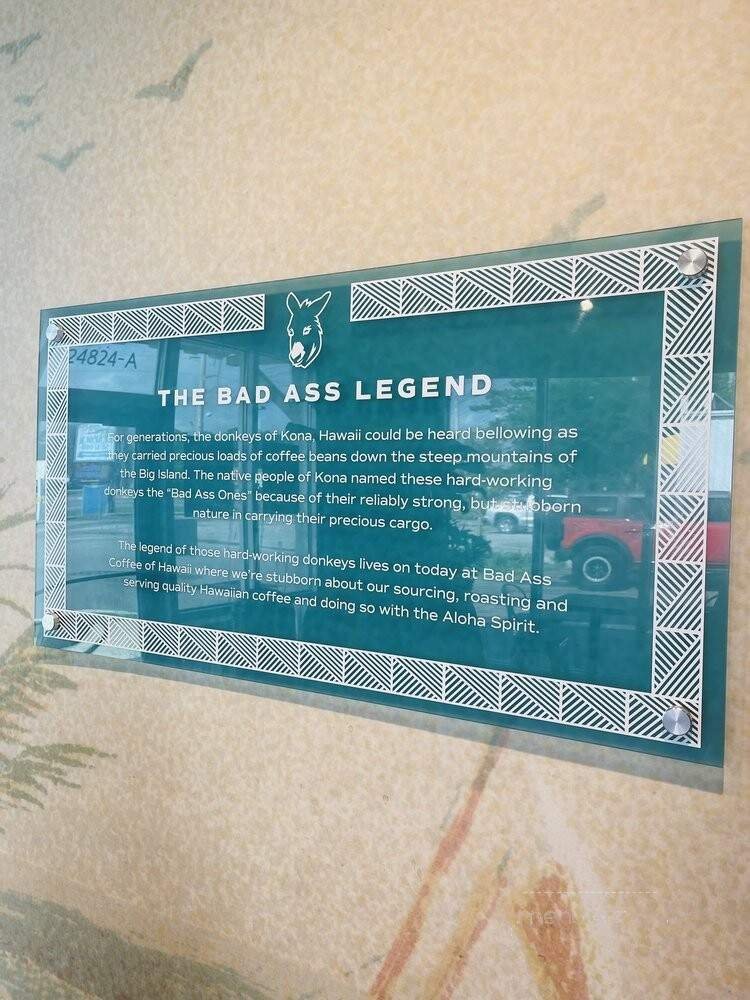 24824-A
THE BAD ASS LEGEND
For generations, the donkeys of Kona, Hawaii could be heard bellowing as
they carried precious loads of coffee beans down the steep mountains of
the Big Island. The native people of Kona named these hard-working
donkeys the "Bad Ass Ones" because of their reliably strong, but stubborn
nature in carrying their precious cargo.
The legend of those hard-working donkeys lives on today at Bad Ass
Coffee of Hawaii where we're stubborn about our sourcing, roasting and
serving quality Hawaiian coffee and doing so with the Aloha Spirit.